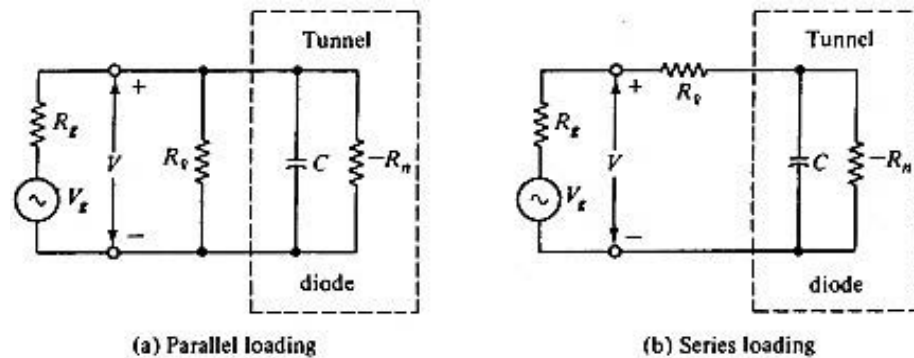 Tunnel
+
R_g
V
R_ℓ
C
−R_n
V_g
−
diode
(a) Parallel loading
Tunnel
+
R_ℓ
R_g
V
C
−R_n
V_g
−
diode
(b) Series loading